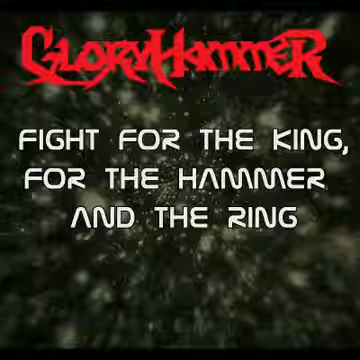 GLORYHAMMER
FIGHT FOR THE KING,
FOR THE HAMMER
AND THE RING